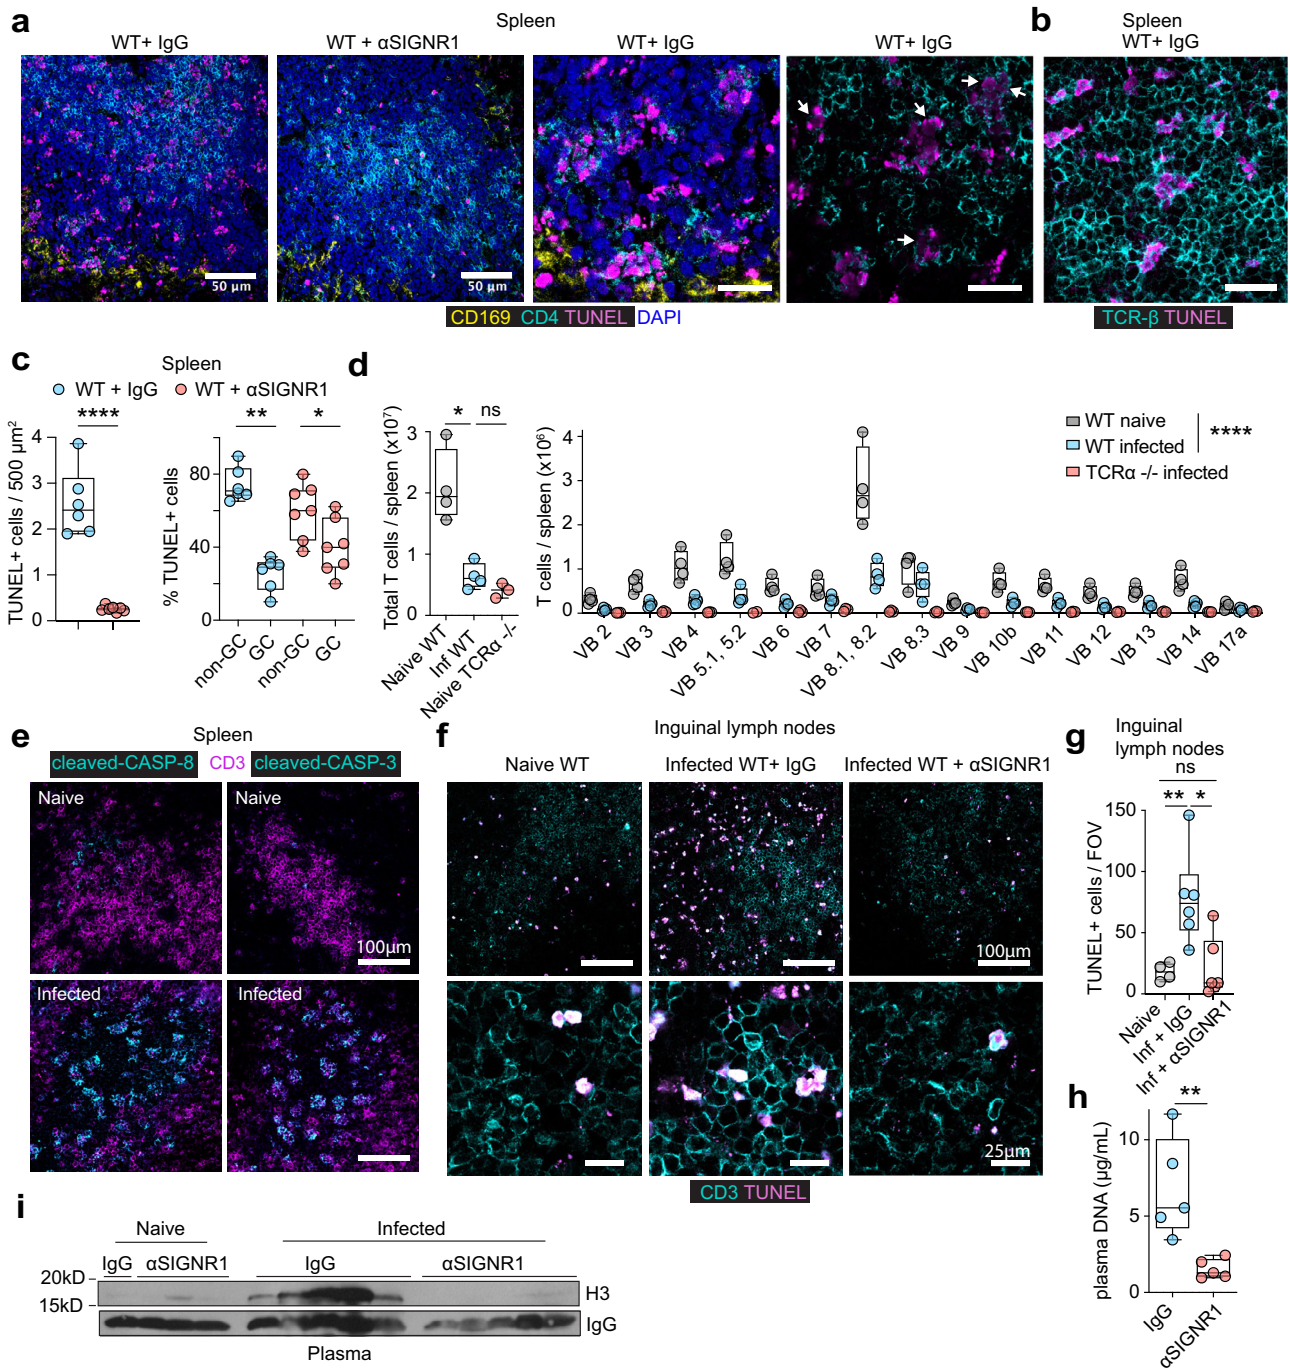 a
Spleen
WT+ IgG
WT + αSIGNR1
WT+ IgG
WT+ IgG
50 µm
50 µm
CD169 CD4 TUNEL DAPI
b
Spleen
WT+ IgG
TCR-β TUNEL
c
Spleen
WT + IgG
WT + αSIGNR1
TUNEL+ cells / 500 µm²
4
3
2
1
0
****
% TUNEL+ cells
80
40
0
**
*
non-GC
GC
non-GC
GC
d
Total T cells / spleen (x10⁷)
3
2
1
0
*
ns
Naive WT
Inf WT
Naive TCRα -/-
T cells / spleen (x10⁶)
4
3
2
1
0
WT naive
WT infected
TCRα -/- infected
****
VB 2
VB 3
VB 4
VB 5.1, 5.2
VB 6
VB 7
VB 8.1, 8.2
VB 8.3
VB 9
VB 10b
VB 11
VB 12
VB 13
VB 14
VB 17a
e
Spleen
cleaved-CASP-8 CD3 cleaved-CASP-3
Naive
Naive
100µm
Infected
Infected
f
Inguinal lymph nodes
Naive WT
Infected WT+ IgG
Infected WT + αSIGNR1
100µm
25µm
CD3 TUNEL
g
Inguinal
lymph nodes
ns
**
*
TUNEL+ cells / FOV
150
100
50
0
Naive
Inf + IgG
Inf + αSIGNR1
h
**
plasma DNA (µg/mL)
10
5
0
IgG
αSIGNR1
i
Naive
Infected
IgG
αSIGNR1
IgG
αSIGNR1
20kD
15kD
H3
IgG
Plasma